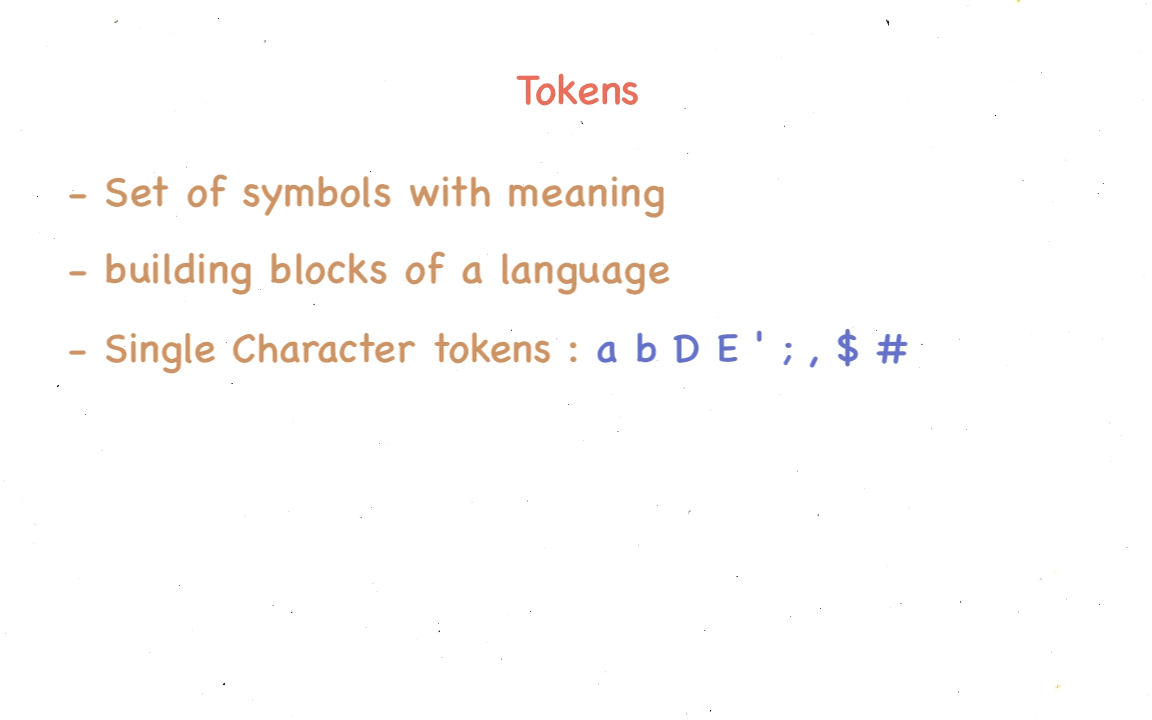 Tokens
- Set of symbols with meaning
- building blocks of a language
- Single Character tokens : a b D E ' ; , $ #